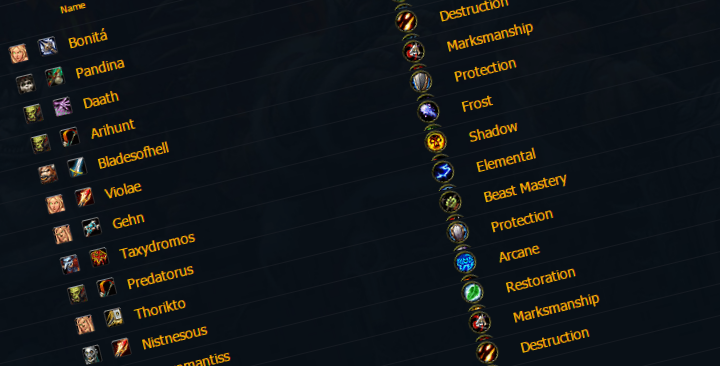 Name
Bonitá
Pandina
Daath Destruction
Arihunt Marksmanship
Bladesofhell Protection
Violae Frost
Gehn Shadow
Taxydromos Elemental
Predatorus Beast Mastery
Thorikto Protection
Nistnesous Arcane
Restoration
Marksmanship
Destruction